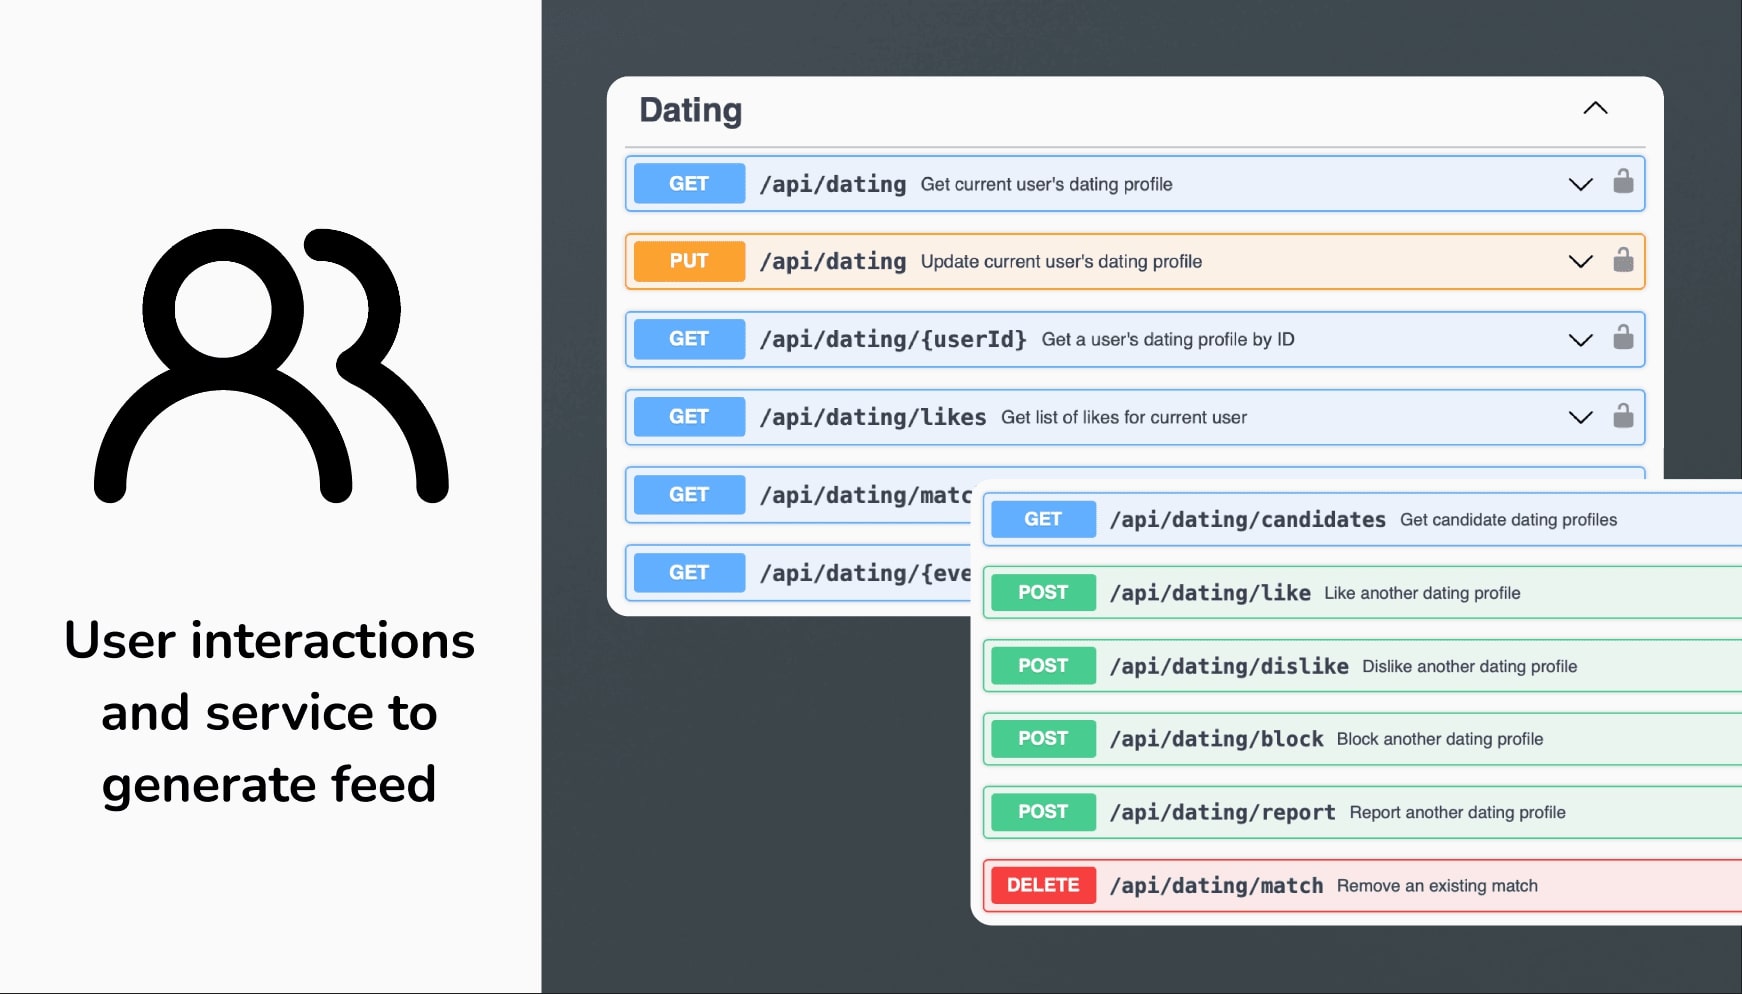 User interactions
and service to
generate feed
Dating
GET /api/dating Get current user's dating profile
PUT /api/dating Update current user's dating profile
GET /api/dating/{userId} Get a user's dating profile by ID
GET /api/dating/likes Get list of likes for current user
GET /api/dating/matc
GET /api/dating/{eve
GET /api/dating/candidates Get candidate dating profiles
POST /api/dating/like Like another dating profile
POST /api/dating/dislike Dislike another dating profile
POST /api/dating/block Block another dating profile
POST /api/dating/report Report another dating profile
DELETE /api/dating/match Remove an existing match